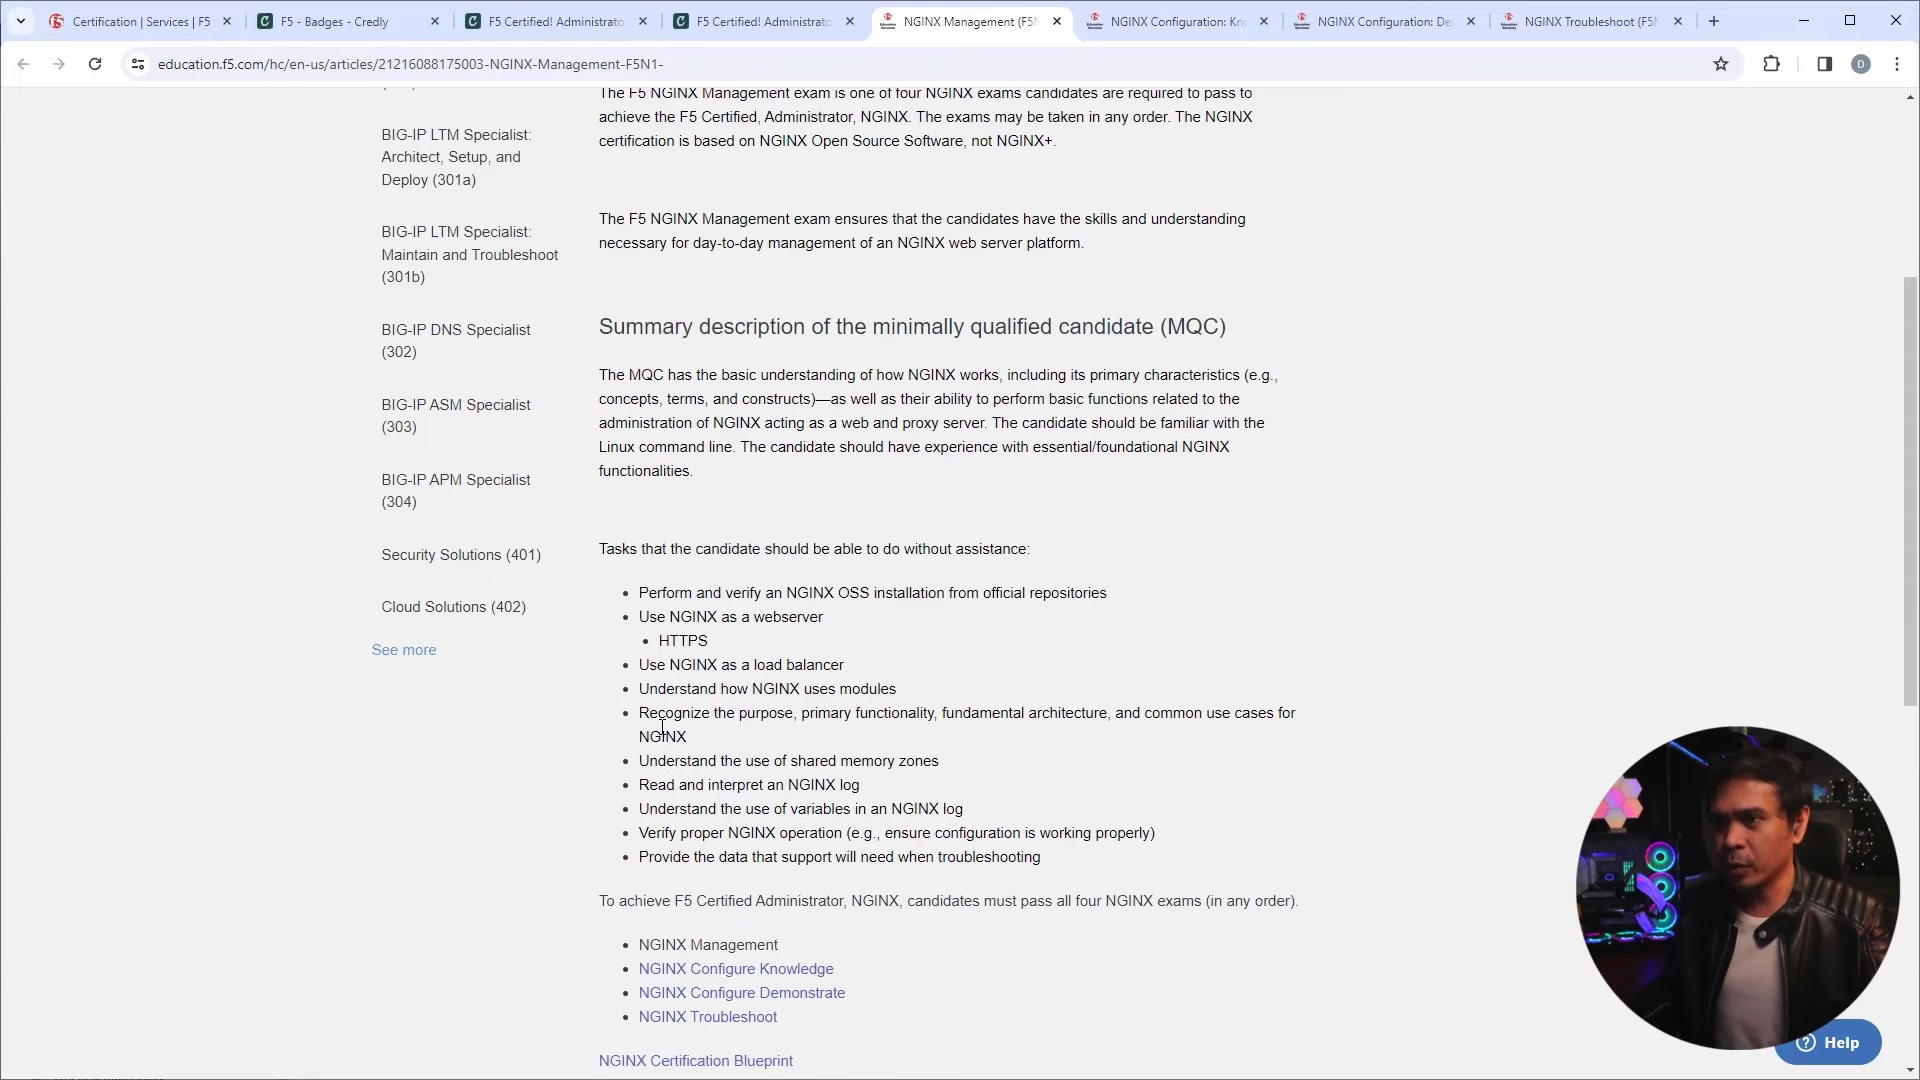 Certification | Services | F5
F5 - Badges - Credly
F5 Certified! Administrato
F5 Certified! Administrato
NGINX Management (F5N
NGINX Configuration: Kno
NGINX Configuration: De
NGINX Troubleshoot (F5N
education.f5.com/hc/en-us/articles/21216088175003-NGINX-Management-F5N1-
D
BIG-IP LTM Specialist:
Architect, Setup, and
Deploy (301a)
BIG-IP LTM Specialist:
Maintain and Troubleshoot
(301b)
BIG-IP DNS Specialist
(302)
BIG-IP ASM Specialist
(303)
BIG-IP APM Specialist
(304)
Security Solutions (401)
Cloud Solutions (402)
See more
The F5 NGINX Management exam is one of four NGINX exams candidates are required to pass to
achieve the F5 Certified, Administrator, NGINX. The exams may be taken in any order. The NGINX
certification is based on NGINX Open Source Software, not NGINX+.
The F5 NGINX Management exam ensures that the candidates have the skills and understanding
necessary for day-to-day management of an NGINX web server platform.
Summary description of the minimally qualified candidate (MQC)
The MQC has the basic understanding of how NGINX works, including its primary characteristics (e.g.,
concepts, terms, and constructs)—as well as their ability to perform basic functions related to the
administration of NGINX acting as a web and proxy server. The candidate should be familiar with the
Linux command line. The candidate should have experience with essential/foundational NGINX
functionalities.
Tasks that the candidate should be able to do without assistance:
• Perform and verify an NGINX OSS installation from official repositories
• Use NGINX as a webserver
• HTTPS
• Use NGINX as a load balancer
• Understand how NGINX uses modules
• Recognize the purpose, primary functionality, fundamental architecture, and common use cases for
NGINX
• Understand the use of shared memory zones
• Read and interpret an NGINX log
• Understand the use of variables in an NGINX log
• Verify proper NGINX operation (e.g., ensure configuration is working properly)
• Provide the data that support will need when troubleshooting
To achieve F5 Certified Administrator, NGINX, candidates must pass all four NGINX exams (in any order).
• NGINX Management
• NGINX Configure Knowledge
• NGINX Configure Demonstrate
• NGINX Troubleshoot
NGINX Certification Blueprint
Help